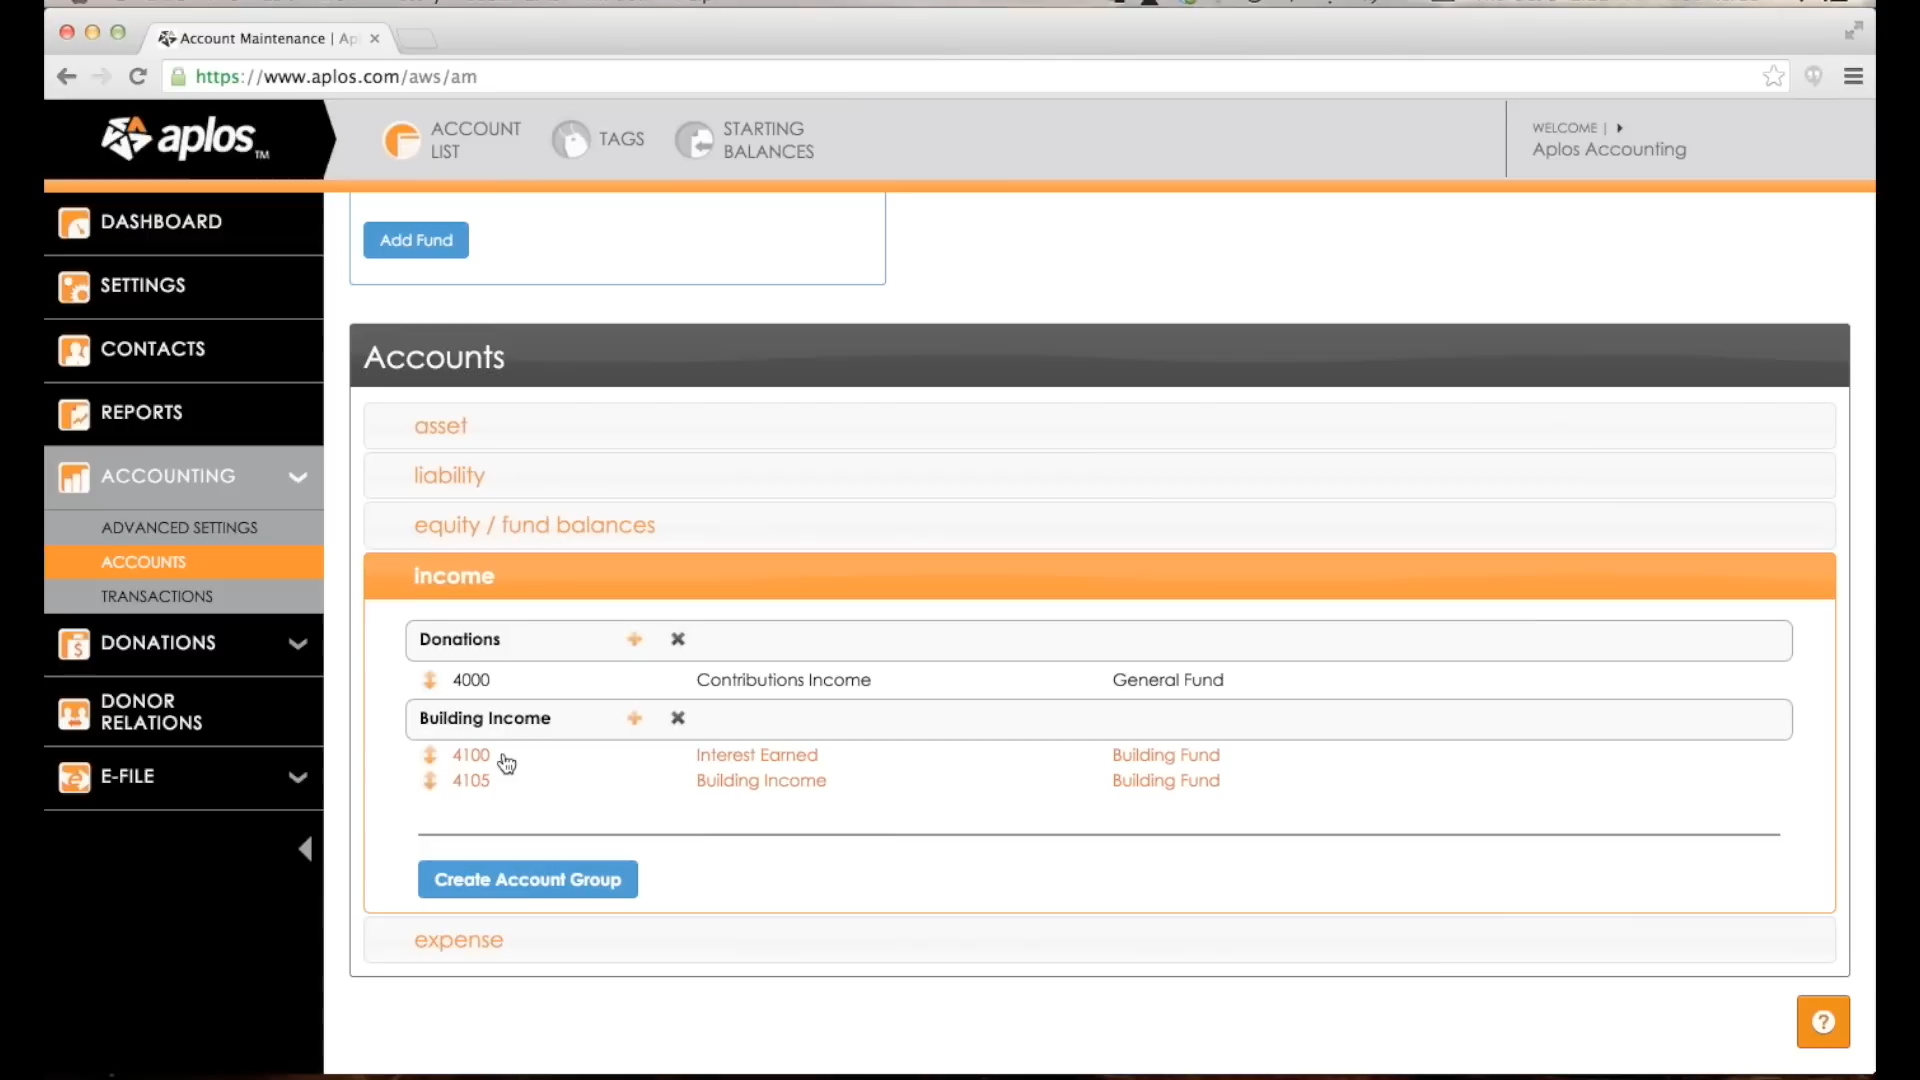 Account Maintenance | Ap
https://www.aplos.com/aws/am
aplos TM
ACCOUNT
LIST
TAGS
STARTING
BALANCES
WELCOME |
Aplos Accounting
DASHBOARD
SETTINGS
CONTACTS
REPORTS
ACCOUNTING
ADVANCED SETTINGS
ACCOUNTS
TRANSACTIONS
DONATIONS
DONOR
RELATIONS
E-FILE
Add Fund
Accounts
asset
liability
equity / fund balances
income
Donations
4000 Contributions Income General Fund
Building Income
4100 Interest Earned Building Fund
4105 Building Income Building Fund
Create Account Group
expense
?